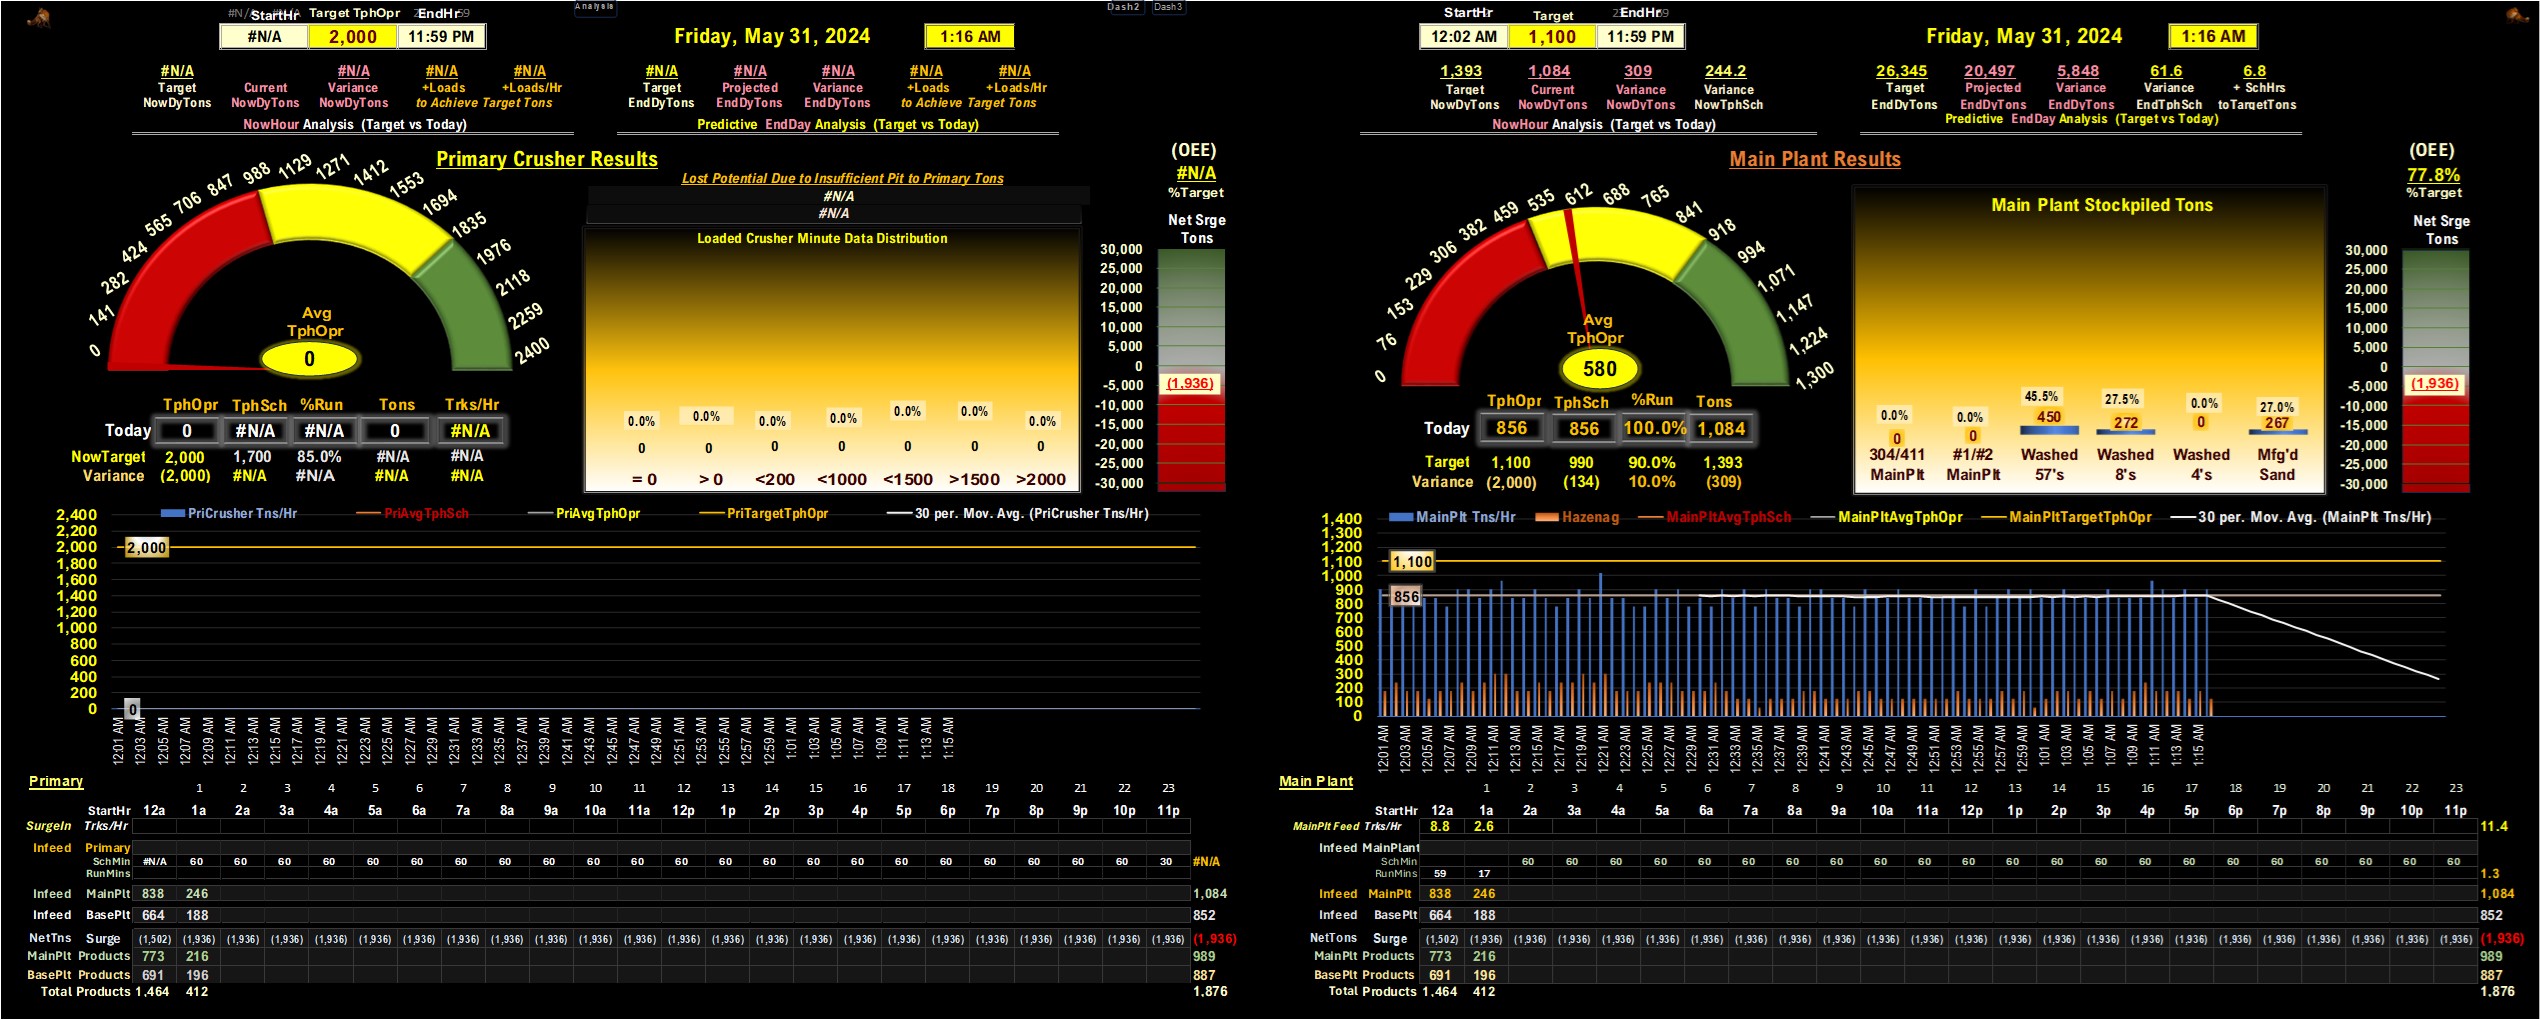 Analysis Dash2 Dash3
StartHr Target TphOpr EndHr
#N/A 2,000 11:59 PM
Friday, May 31, 2024 1:16 AM
#N/A #N/A #N/A #N/A
Target Current Variance +Loads +Loads/Hr
NowDyTons NowDyTons NowDyTons to Achieve Target Tons
NowHour Analysis (Target vs Today)
#N/A #N/A #N/A #N/A #N/A
Target Projected Variance +Loads +Loads/Hr
EndDyTons EndDyTons EndDyTons to Achieve Target Tons
Predictive EndDay Analysis (Target vs Today)
Primary Crusher Results
0 141 282 424 565 706 847 988 1129 1271 1412 1553 1694 1835 1976 2118 2259 2400
Avg
TphOpr
0
Lost Potential Due to Insufficient Pit to Primary Tons
#N/A
#N/A
Loaded Crusher Minute Data Distribution
0.0% 0.0% 0.0% 0.0% 0.0% 0.0% 0.0%
0 0 0 0 0 0 0
= 0 > 0 <200 <1000 <1500 >1500 >2000
(OEE)
#N/A
%Target
Net Srge
Tons
30,000
25,000
20,000
15,000
10,000
5,000
0
-5,000
(1,936)
-10,000
-15,000
-20,000
-25,000
-30,000
TphOpr TphSch %Run Tons Trks/Hr
Today 0 #N/A #N/A 0 #N/A
NowTarget 2,000 1,700 85.0% #N/A #N/A
Variance (2,000) #N/A #N/A #N/A #N/A
PriCrusher Tns/Hr PriAvgTphSch PriAvgTphOpr PriTargetTphOpr 30 per. Mov. Avg. (PriCrusher Tns/Hr)
2,400
2,200
2,000 2,000
1,800
1,600
1,400
1,200
1,000
800
600
400
200
0 0
12:01 AM 12:03 AM 12:05 AM 12:07 AM 12:09 AM 12:11 AM 12:13 AM 12:15 AM 12:17 AM 12:19 AM 12:21 AM 12:23 AM 12:25 AM 12:27 AM 12:29 AM 12:31 AM 12:33 AM 12:35 AM 12:37 AM 12:39 AM 12:41 AM 12:43 AM 12:45 AM 12:47 AM 12:49 AM 12:51 AM 12:53 AM 12:55 AM 12:57 AM 12:59 AM 1:01 AM 1:03 AM 1:05 AM 1:07 AM 1:09 AM 1:11 AM 1:13 AM 1:15 AM
Primary
1 2 3 4 5 6 7 8 9 10 11 12 13 14 15 16 17 18 19 20 21 22 23
StartHr 12a 1a 2a 3a 4a 5a 6a 7a 8a 9a 10a 11a 12p 1p 2p 3p 4p 5p 6p 7p 8p 9p 10p 11p
SurgeIn Trks/Hr
Infeed Primary
SchMin #N/A 60 60 60 60 60 60 60 60 60 60 60 60 60 60 60 60 60 60 60 60 60 60 30 #N/A
RunMins
Infeed MainPlt 838 246 1,084
Infeed BasePlt 664 188 852
NetTns Surge (1,502) (1,936) (1,936) (1,936) (1,936) (1,936) (1,936) (1,936) (1,936) (1,936) (1,936) (1,936) (1,936) (1,936) (1,936) (1,936) (1,936) (1,936) (1,936) (1,936) (1,936) (1,936) (1,936) (1,936) (1,936)
MainPlt Products 773 216 989
BasePlt Products 691 196 887
Total Products 1,464 412 1,876
StartHr Target EndHr
12:02 AM 1,100 11:59 PM
Friday, May 31, 2024 1:16 AM
1,393 1,084 309 244.2
Target Current Variance Variance
NowDyTons NowDyTons NowDyTons NowTphSch
NowHour Analysis (Target vs Today)
26,345 20,497 5,848 61.6 6.8
Target Projected Variance Variance + SchHrs
EndDyTons EndDyTons EndDyTons EndTphSch toTargetTons
Predictive EndDay Analysis (Target vs Today)
Main Plant Results
0 76 153 229 306 382 459 535 612 688 765 841 918 994 1,071 1,147 1,224 1,300
Avg
TphOpr
580
Main Plant Stockpiled Tons
0.0% 0.0% 45.5% 27.5% 0.0% 27.0%
0 0 450 272 0 267
304/411 #1/#2 Washed Washed Washed Mfg'd
MainPlt MainPlt 57's 8's 4's Sand
(OEE)
77.8%
%Target
Net Srge
Tons
30,000
25,000
20,000
15,000
10,000
5,000
0
-5,000
(1,936)
-10,000
-15,000
-20,000
-25,000
-30,000
TphOpr TphSch %Run Tons
Today 856 856 100.0% 1,084
Target 1,100 990 90.0% 1,393
Variance (2,000) (134) 10.0% (309)
MainPlt Tns/Hr Hazenag MainPltAvgTphSch MainPltAvgTphOpr MainPltTargetTphOpr 30 per. Mov. Avg. (MainPlt Tns/Hr)
1,400
1,300
1,200
1,100 1,100
1,000
900
856
800
700
600
500
400
300
200
100
0
12:01 AM 12:03 AM 12:05 AM 12:07 AM 12:09 AM 12:11 AM 12:13 AM 12:15 AM 12:17 AM 12:19 AM 12:21 AM 12:23 AM 12:25 AM 12:27 AM 12:29 AM 12:31 AM 12:33 AM 12:35 AM 12:37 AM 12:39 AM 12:41 AM 12:43 AM 12:45 AM 12:47 AM 12:49 AM 12:51 AM 12:53 AM 12:55 AM 12:57 AM 12:59 AM 1:01 AM 1:03 AM 1:05 AM 1:07 AM 1:09 AM 1:11 AM 1:13 AM 1:15 AM
Main Plant
1 2 3 4 5 6 7 8 9 10 11 12 13 14 15 16 17 18 19 20 21 22 23
StartHr 12a 1a 2a 3a 4a 5a 6a 7a 8a 9a 10a 11a 12p 1p 2p 3p 4p 5p 6p 7p 8p 9p 10p 11p
MainPlt Feed Trks/Hr 8.8 2.6 11.4
Infeed MainPlant
SchMin 60 60 60 60 60 60 60 60 60 60 60 60 60 60 60 60 60 60 60 60 60 60
RunMins 59 17 1.3
Infeed MainPlt 838 246 1,084
Infeed BasePlt 664 188 852
NetTons Surge (1,502) (1,936) (1,936) (1,936) (1,936) (1,936) (1,936) (1,936) (1,936) (1,936) (1,936) (1,936) (1,936) (1,936) (1,936) (1,936) (1,936) (1,936) (1,936) (1,936) (1,936) (1,936) (1,936) (1,936) (1,936)
MainPlt Products 773 216 989
BasePlt Products 691 196 887
Total Products 1,464 412 1,876